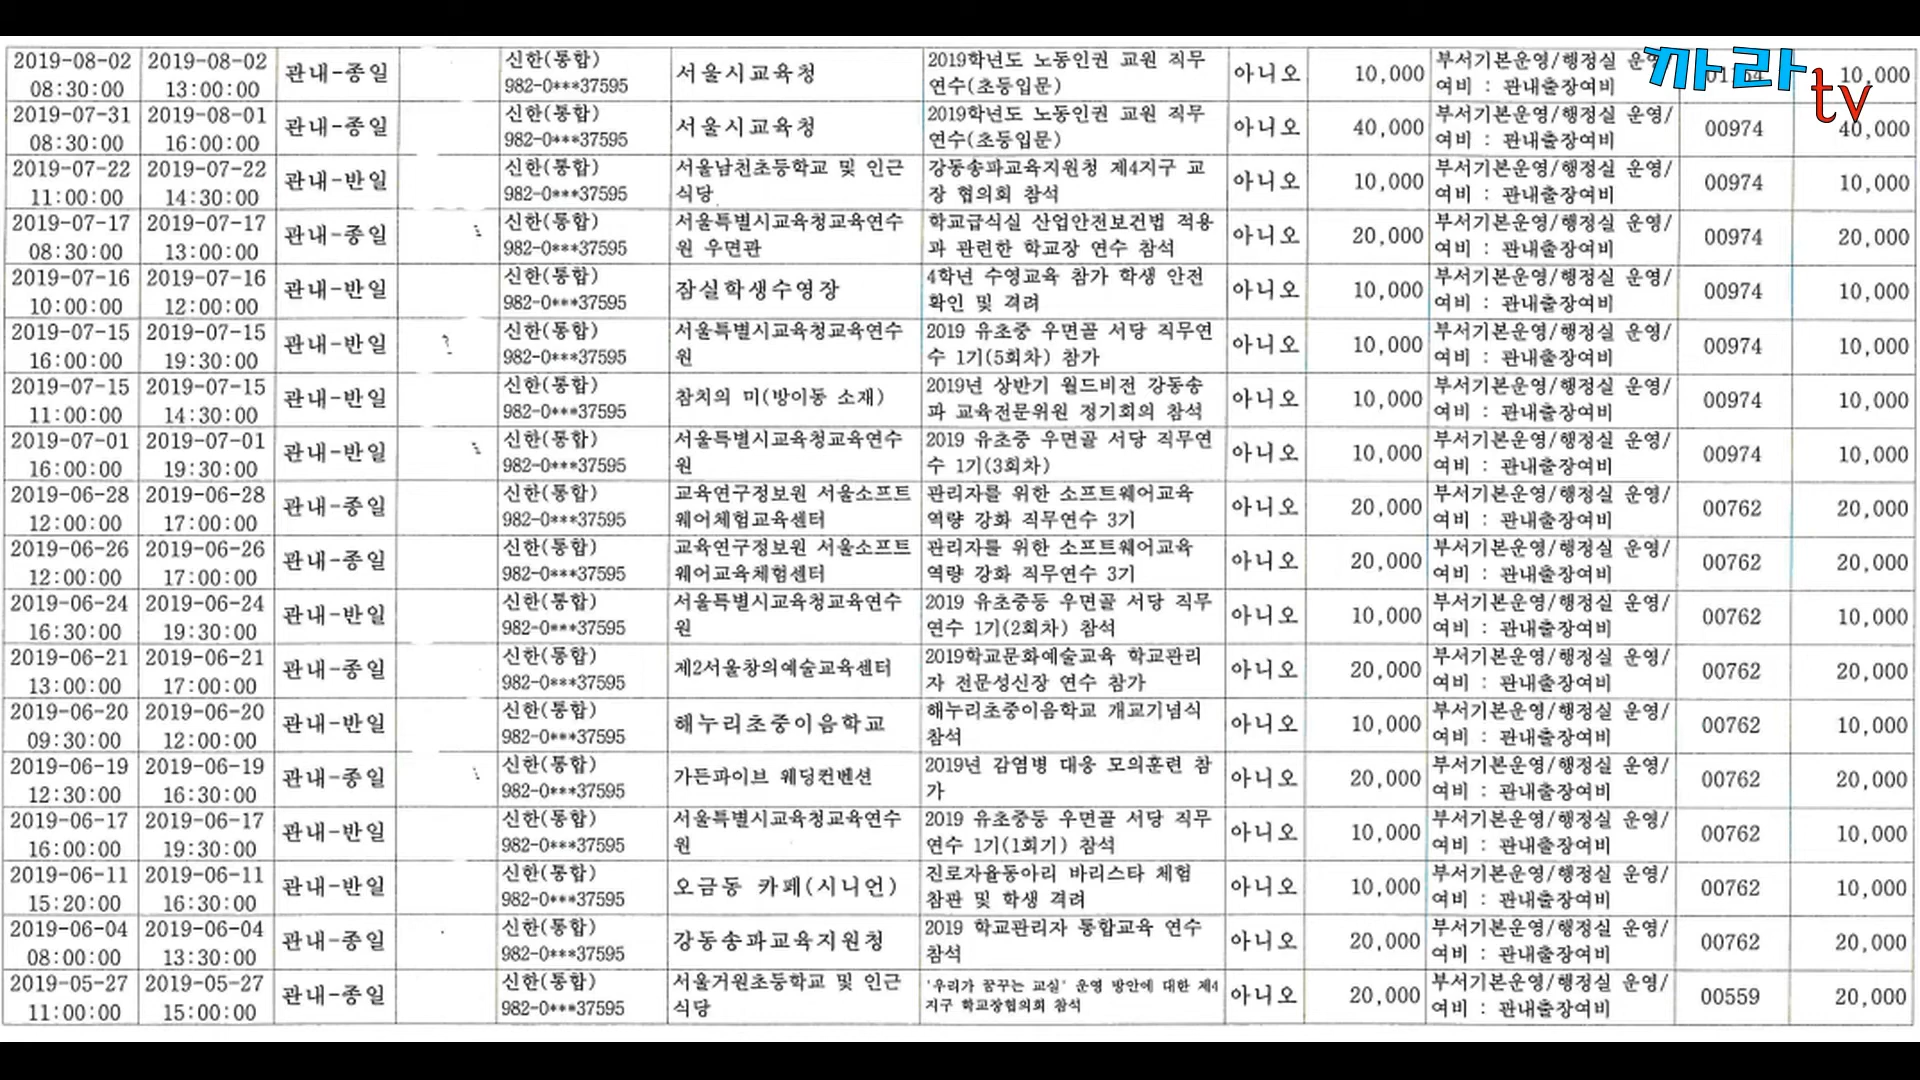 까라tv
2019-08-02 2019-08-02 관내-종일 신한(통합) 서울시교육청 2019학년도 노동인권 교원 직무 아니오 10,000 부서기본운영/행정실 10,000
08:30:00 13:00:00 982-0***37595 연수(초등입문) 여비 : 관내출장여비
2019-07-31 2019-08-01 관내-종일 신한(통합) 서울시교육청 2019학년도 노동인권 교원 직무 아니오 40,000 부서기본운영/행정실 운영/ 00974 40,000
08:30:00 16:00:00 982-0***37595 연수(초등입문) 여비 : 관내출장여비
2019-07-22 2019-07-22 관내-반일 신한(통합) 서울남천초등학교 및 인근 강동송파교육지원청 제4지구 교 아니오 10,000 부서기본운영/행정실 운영/ 00974 10,000
11:00:00 14:30:00 982-0***37595 식당 장 협의회 참석 여비 : 관내출장여비
2019-07-17 2019-07-17 관내-종일 신한(통합) 서울특별시교육청교육연수 학교급식실 산업안전보건법 적용 아니오 20,000 부서기본운영/행정실 운영/ 00974 20,000
08:30:00 13:00:00 982-0***37595 원 우면관 과 관련한 학교장 연수 참석 여비 : 관내출장여비
2019-07-16 2019-07-16 관내-반일 신한(통합) 잠실학생수영장 4학년 수영교육 참가 학생 안전 아니오 10,000 부서기본운영/행정실 운영/ 00974 10,000
10:00:00 12:00:00 982-0***37595 확인 및 격려 여비 : 관내출장여비
2019-07-15 2019-07-15 관내-반일 신한(통합) 서울특별시교육청교육연수 2019 유초중 우면골 서당 직무연 아니오 10,000 부서기본운영/행정실 운영/ 00974 10,000
16:00:00 19:30:00 982-0***37595 원 수 1기(5회차) 참가 여비 : 관내출장여비
2019-07-15 2019-07-15 관내-반일 신한(통합) 참치의 미(방이동 소재) 2019년 상반기 월드비전 강동송 아니오 10,000 부서기본운영/행정실 운영/ 00974 10,000
11:00:00 14:30:00 982-0***37595 파 교육전문위원 정기회의 참석 여비 : 관내출장여비
2019-07-01 2019-07-01 관내-반일 신한(통합) 서울특별시교육청교육연수 2019 유초중 우면골 서당 직무연 아니오 10,000 부서기본운영/행정실 운영/ 00974 10,000
16:00:00 19:30:00 982-0***37595 원 수 1기(3회차) 여비 : 관내출장여비
2019-06-28 2019-06-28 관내-종일 신한(통합) 교육연구정보원 서울소프트 관리자를 위한 소프트웨어교육 아니오 20,000 부서기본운영/행정실 운영/ 00762 20,000
12:00:00 17:00:00 982-0***37595 웨어체험교육센터 역량 강화 직무연수 3기 여비 : 관내출장여비
2019-06-26 2019-06-26 관내-종일 신한(통합) 교육연구정보원 서울소프트 관리자를 위한 소프트웨어교육 아니오 20,000 부서기본운영/행정실 운영/ 00762 20,000
12:00:00 17:00:00 982-0***37595 웨어교육체험센터 역량 강화 직무연수 3기 여비 : 관내출장여비
2019-06-24 2019-06-24 관내-반일 신한(통합) 서울특별시교육청교육연수 2019 유초중등 우면골 서당 직무 아니오 10,000 부서기본운영/행정실 운영/ 00762 10,000
16:30:00 19:30:00 982-0***37595 원 연수 1기(2회차) 참석 여비 : 관내출장여비
2019-06-21 2019-06-21 관내-종일 신한(통합) 제2서울창의예술교육센터 2019학교문화예술교육 학교관리 아니오 20,000 부서기본운영/행정실 운영/ 00762 20,000
13:00:00 17:00:00 982-0***37595 자 전문성신장 연수 참가 여비 : 관내출장여비
2019-06-20 2019-06-20 관내-반일 신한(통합) 해누리초중이음학교 해누리초중이음학교 개교기념식 아니오 10,000 부서기본운영/행정실 운영/ 00762 10,000
09:30:00 12:00:00 982-0***37595 참석 여비 : 관내출장여비
2019-06-19 2019-06-19 관내-종일 신한(통합) 가든파이브 웨딩컨벤션 2019년 감염병 대응 모의훈련 참 아니오 20,000 부서기본운영/행정실 운영/ 00762 20,000
12:30:00 16:30:00 982-0***37595 가 여비 : 관내출장여비
2019-06-17 2019-06-17 관내-반일 신한(통합) 서울특별시교육청교육연수 2019 유초중등 우면골 서당 직무 아니오 10,000 부서기본운영/행정실 운영/ 00762 10,000
16:00:00 19:30:00 982-0***37595 원 연수 1기(1회기) 참석 여비 : 관내출장여비
2019-06-11 2019-06-11 관내-반일 신한(통합) 오금동 카페(시니언) 진로자율동아리 바리스타 체험 아니오 10,000 부서기본운영/행정실 운영/ 00762 10,000
15:20:00 16:30:00 982-0***37595 참관 및 학생 격려 여비 : 관내출장여비
2019-06-04 2019-06-04 관내-종일 신한(통합) 강동송파교육지원청 2019 학교관리자 통합교육 연수 아니오 20,000 부서기본운영/행정실 운영/ 00762 20,000
08:00:00 13:30:00 982-0***37595 참석 여비 : 관내출장여비
2019-05-27 2019-05-27 관내-종일 신한(통합) 서울거원초등학교 및 인근 '우리가 꿈꾸는 교실' 운영 방안에 대한 제4 아니오 20,000 부서기본운영/행정실 운영/ 00559 20,000
11:00:00 15:00:00 982-0***37595 식당 지구 학교장협의회 참석 여비 : 관내출장여비